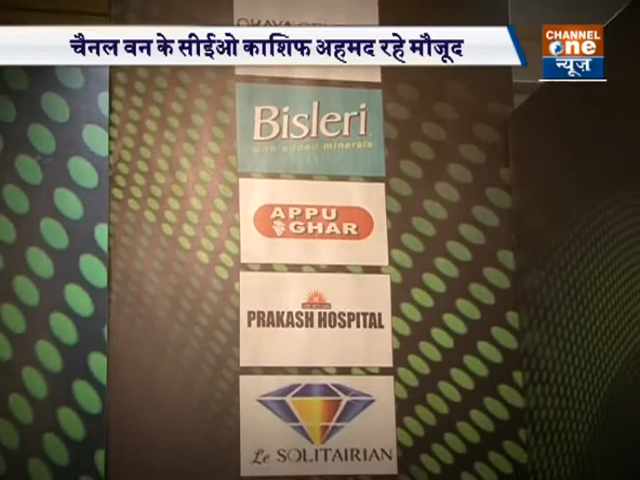 चैनल वन के सीईओ काशिफ अहमद रहे मौजूद
CHANNEL
one
न्यूज़
Bisleri
with added minerals
APPU
GHAR
PRAKASH HOSPITAL
Le SOLITAIRIAN